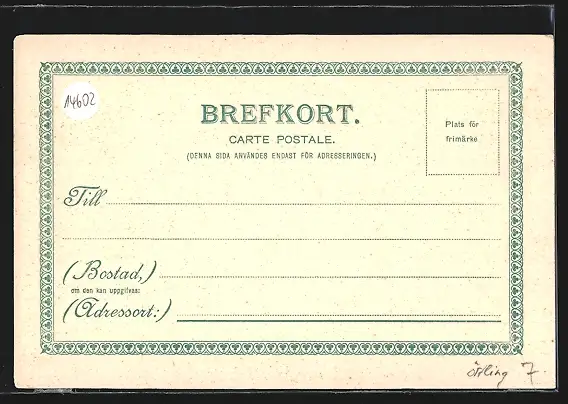 14602
BREFKORT.
CARTE POSTALE.
(DENNA SIDA ANVÄNDES ENDAST FÖR ADRESSERINGEN.)
Plats för
frimärke
Till
(Bostad,)
om den kan uppgifvas:
(Adressort:)
7.